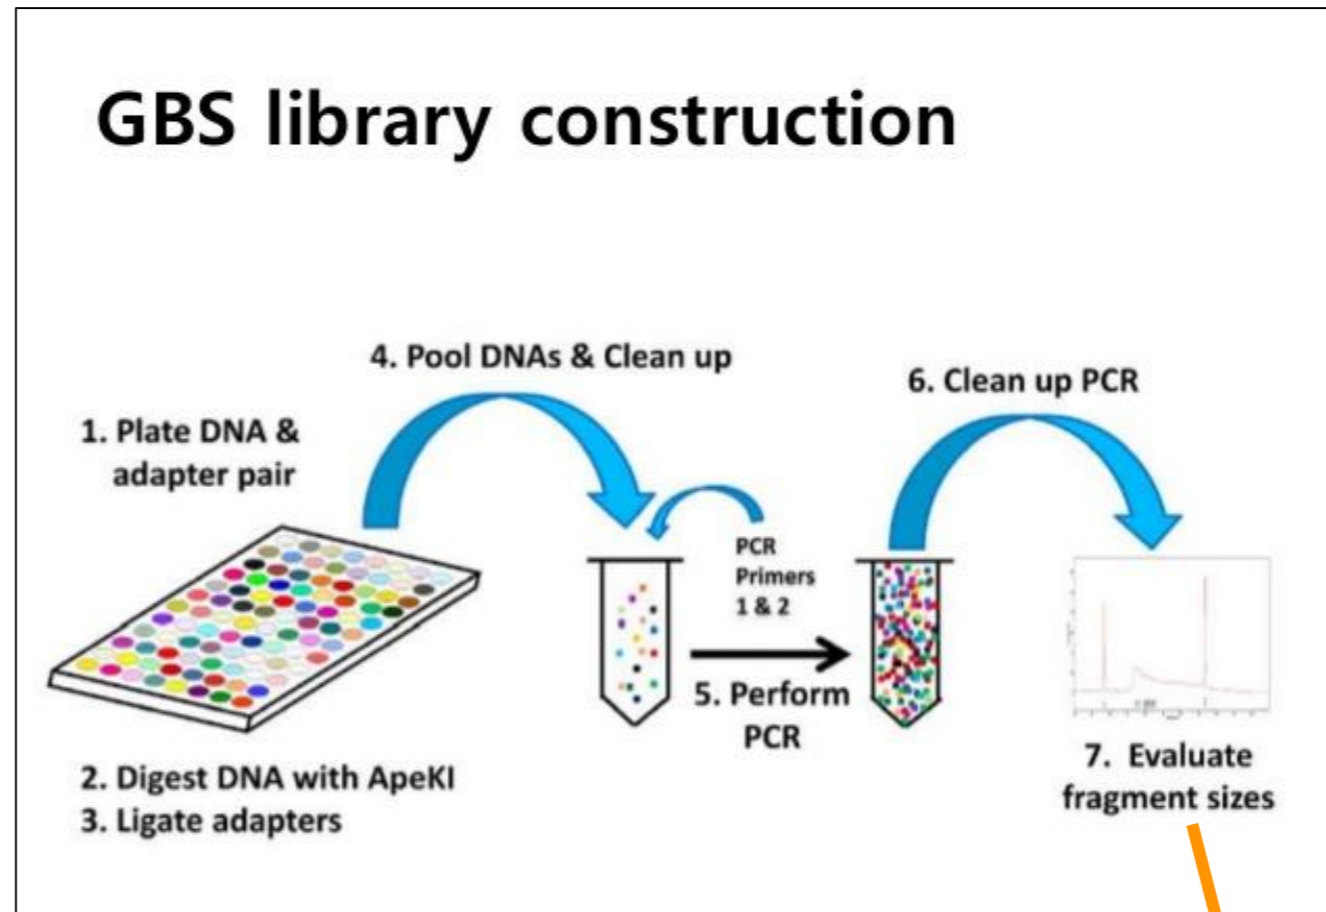 GBS library construction
4. Pool DNAs & Clean up
6. Clean up PCR
1. Plate DNA &
adapter pair
PCR
Primers
1 & 2
5. Perform
PCR
2. Digest DNA with ApeKI
3. Ligate adapters
7. Evaluate
fragment sizes